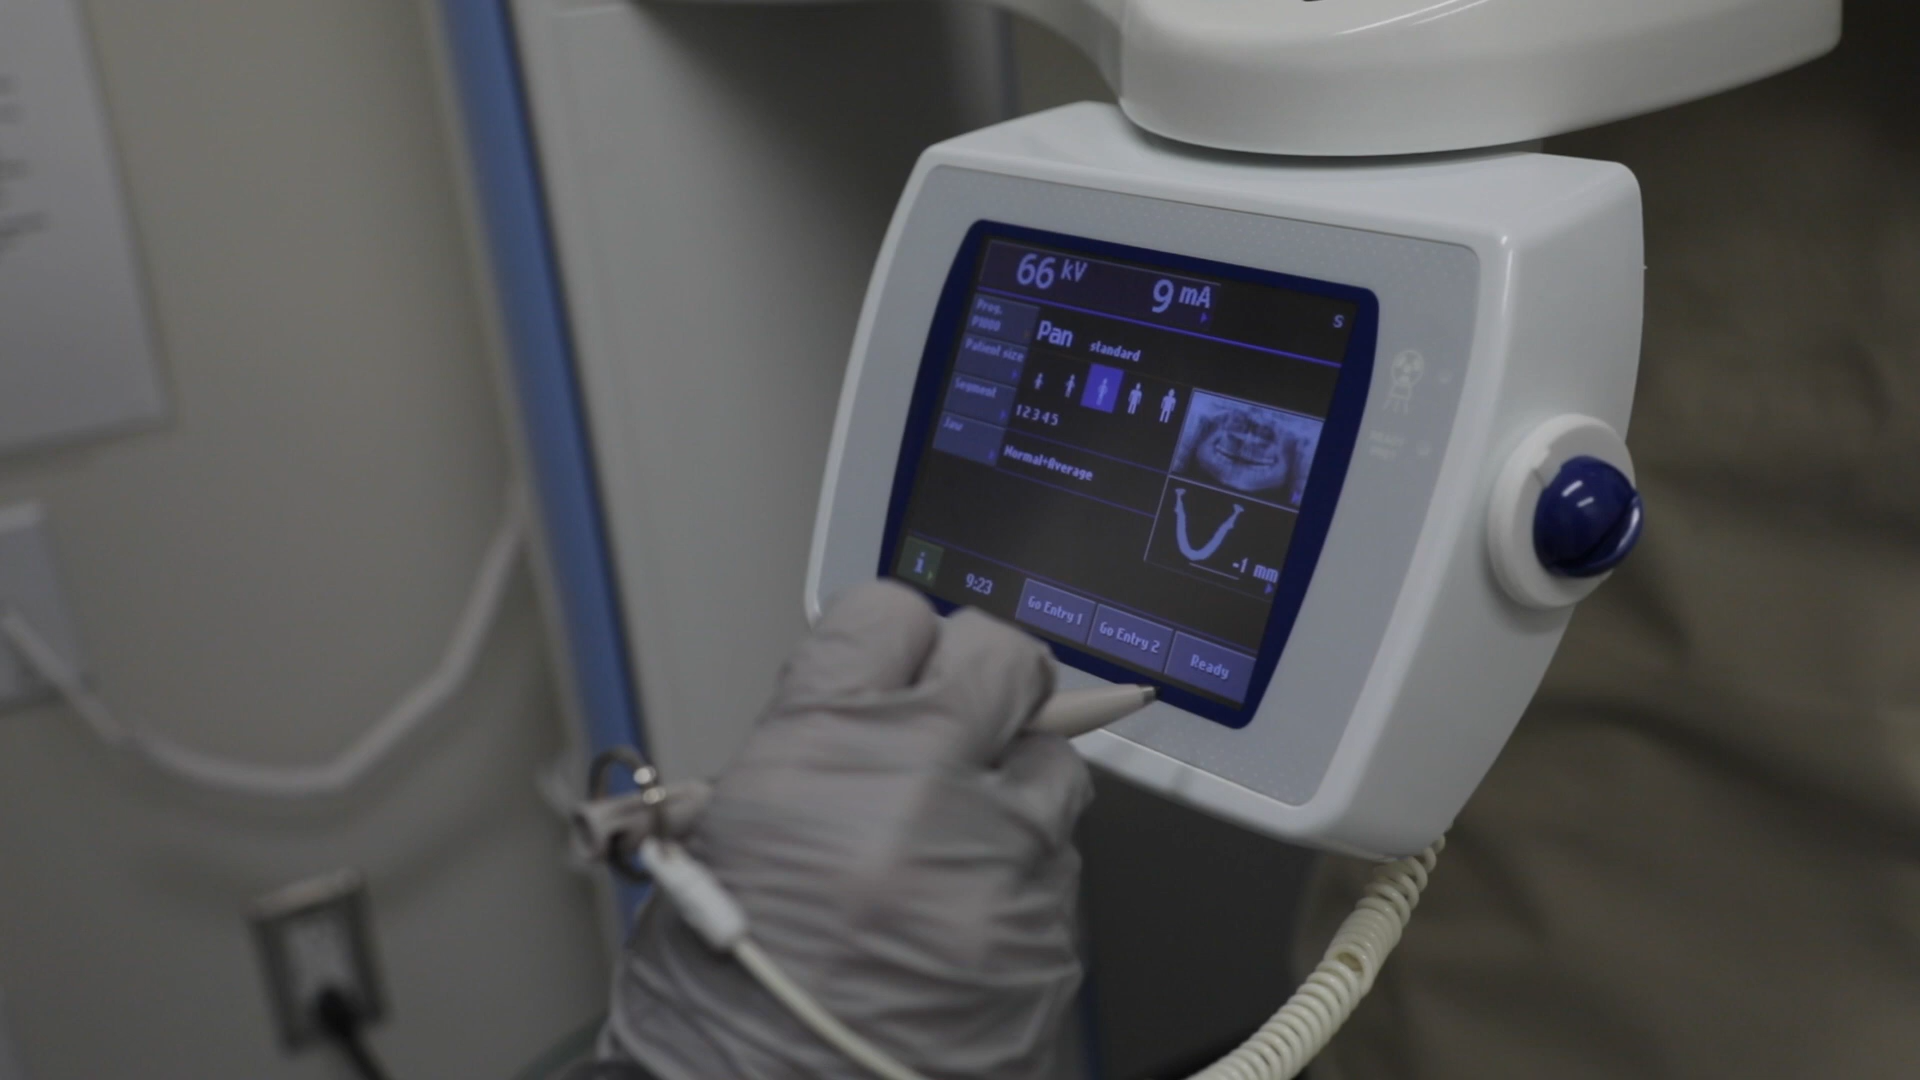 66 kV
9 mA
S
Prog.
Pan standard
Patient size
Segment
12345
Jaw
Normal+Average
-1 mm
i
9:23
Go Entry 1
Go Entry 2
Ready